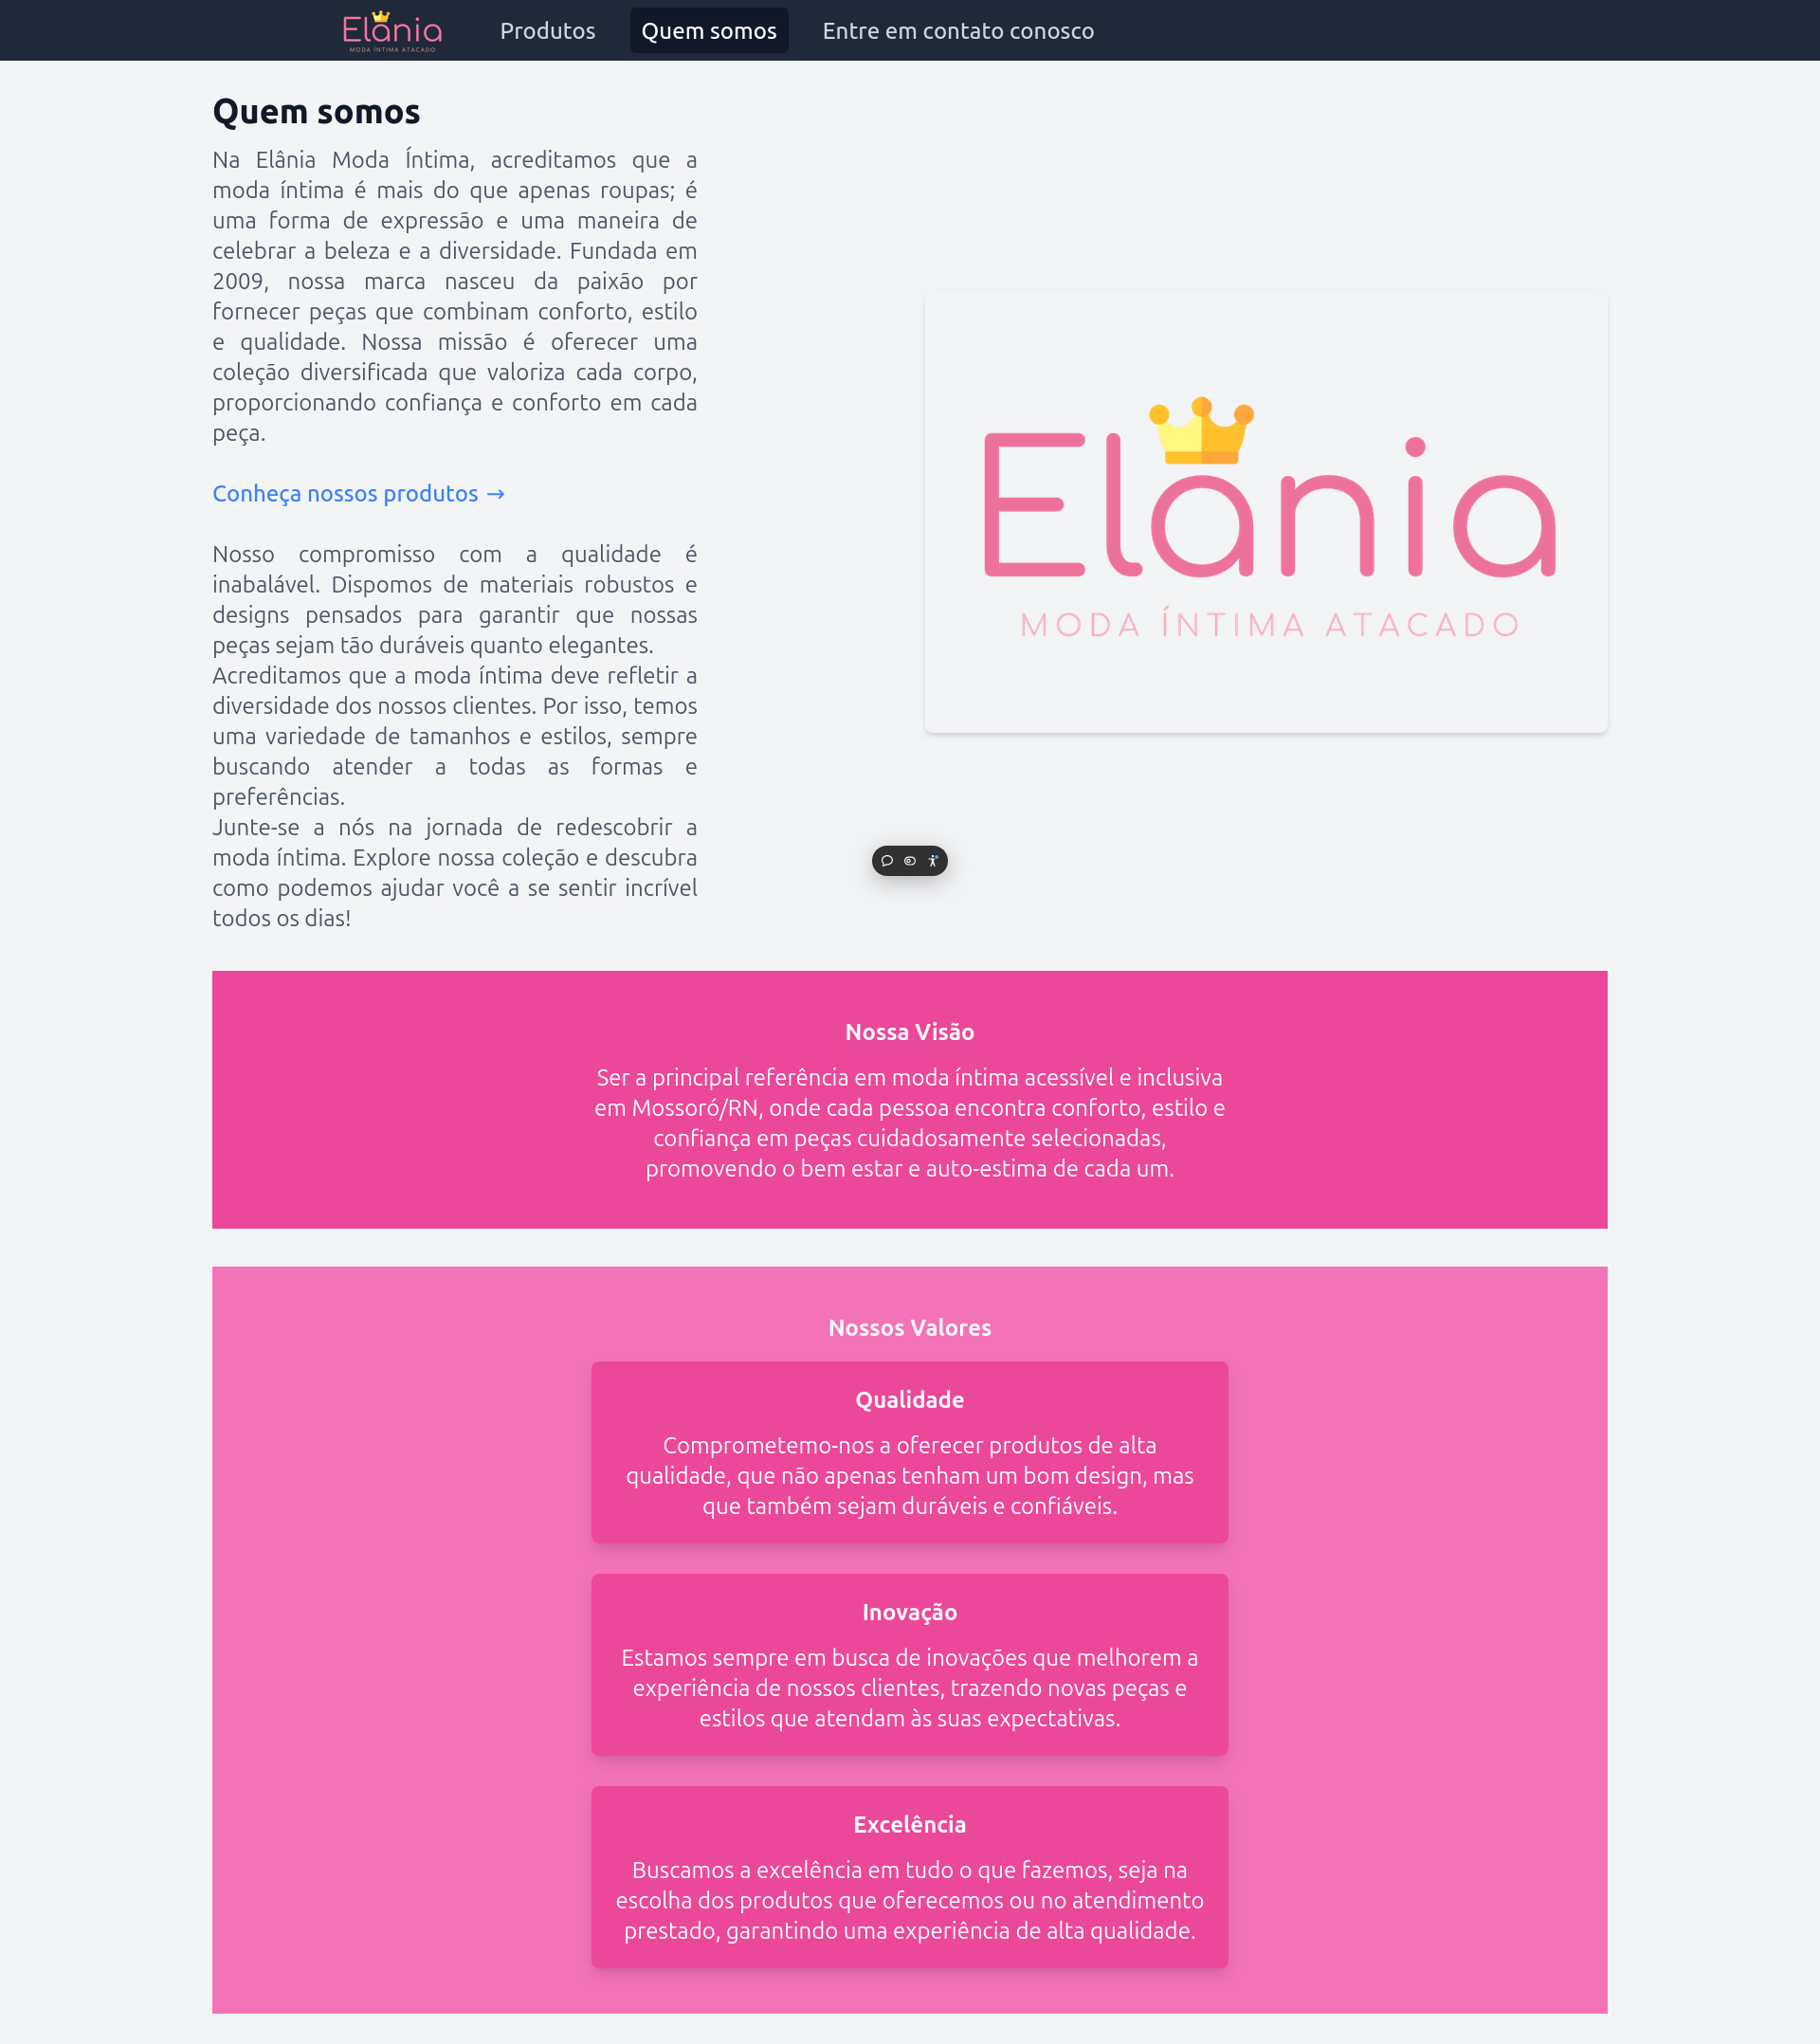 Elânia
MODA ÍNTIMA ATACADO
Produtos
Quem somos
Entre em contato conosco
Quem somos
Na Elânia Moda Íntima, acreditamos que a
moda íntima é mais do que apenas roupas; é
uma forma de expressão e uma maneira de
celebrar a beleza e a diversidade. Fundada em
2009, nossa marca nasceu da paixão por
fornecer peças que combinam conforto, estilo
e qualidade. Nossa missão é oferecer uma
coleção diversificada que valoriza cada corpo,
proporcionando confiança e conforto em cada
peça.
Conheça nossos produtos →
Nosso compromisso com a qualidade é
inabalável. Dispomos de materiais robustos e
designs pensados para garantir que nossas
peças sejam tão duráveis quanto elegantes.
Acreditamos que a moda íntima deve refletir a
diversidade dos nossos clientes. Por isso, temos
uma variedade de tamanhos e estilos, sempre
buscando atender a todas as formas e
preferências.
Junte-se a nós na jornada de redescobrir a
moda íntima. Explore nossa coleção e descubra
como podemos ajudar você a se sentir incrível
todos os dias!
Elania
MODA ÍNTIMA ATACADO
Nossa Visão
Ser a principal referência em moda íntima acessível e inclusiva
em Mossoró/RN, onde cada pessoa encontra conforto, estilo e
confiança em peças cuidadosamente selecionadas,
promovendo o bem estar e auto-estima de cada um.
Nossos Valores
Qualidade
Comprometemo-nos a oferecer produtos de alta
qualidade, que não apenas tenham um bom design, mas
que também sejam duráveis e confiáveis.
Inovação
Estamos sempre em busca de inovações que melhorem a
experiência de nossos clientes, trazendo novas peças e
estilos que atendam às suas expectativas.
Excelência
Buscamos a excelência em tudo o que fazemos, seja na
escolha dos produtos que oferecemos ou no atendimento
prestado, garantindo uma experiência de alta qualidade.